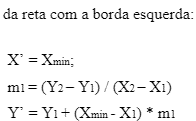 da reta com a borda esquerda:
X' = Xmin;
m1 = (Y2 – Y1) / (X2 – X1)
Y' = Y1 + (Xmin - X1) * m1